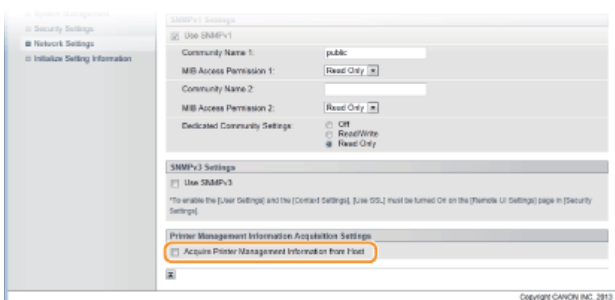 Security Settings
Network Settings
Initialize Setting Information
SNMPv1 Settings
Use SNMPv1
Community Name 1:
public
MIB Access Permission 1:
Read Only
Community Name 2:
MIB Access Permission 2:
Read Only
Dedicated Community Settings:
Off
Read/Write
Read Only
SNMPv3 Settings
Use SNMPv3
*To enable the [User Settings] and the [Context Settings], [Use SSL] must be turned On on the [Remote UI Settings] page in [Security
Settings].
Printer Management Information Acquisition Settings
Acquire Printer Management Information from Host
Copyright CANON INC. 2013